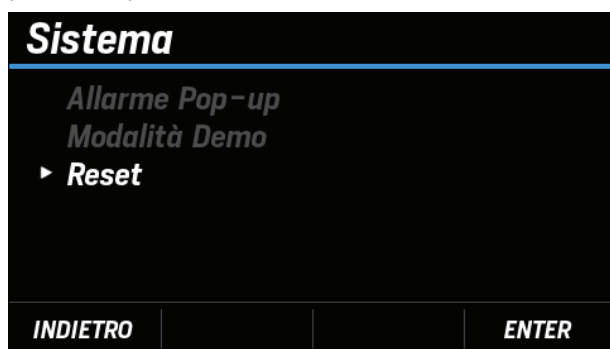 Sistema
Allarme Pop-up
Modalità Demo
Reset
INDIETRO
ENTER